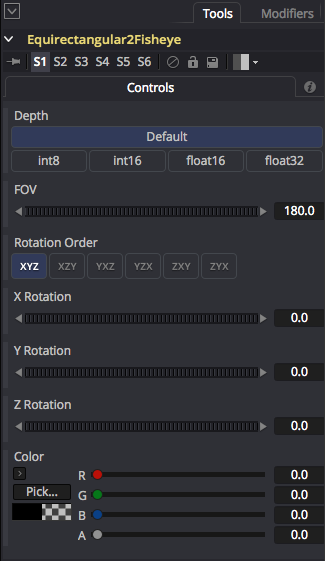 Tools Modifiers
Equirectangular2Fisheye
S1 S2 S3 S4 S5 S6
Controls
Depth
Default
int8 int16 float16 float32
FOV
180.0
Rotation Order
XYZ XZY YXZ YZX ZXY ZYX
X Rotation
0.0
Y Rotation
0.0
Z Rotation
0.0
Color
R 0.0
Pick... G 0.0
B 0.0
A 0.0